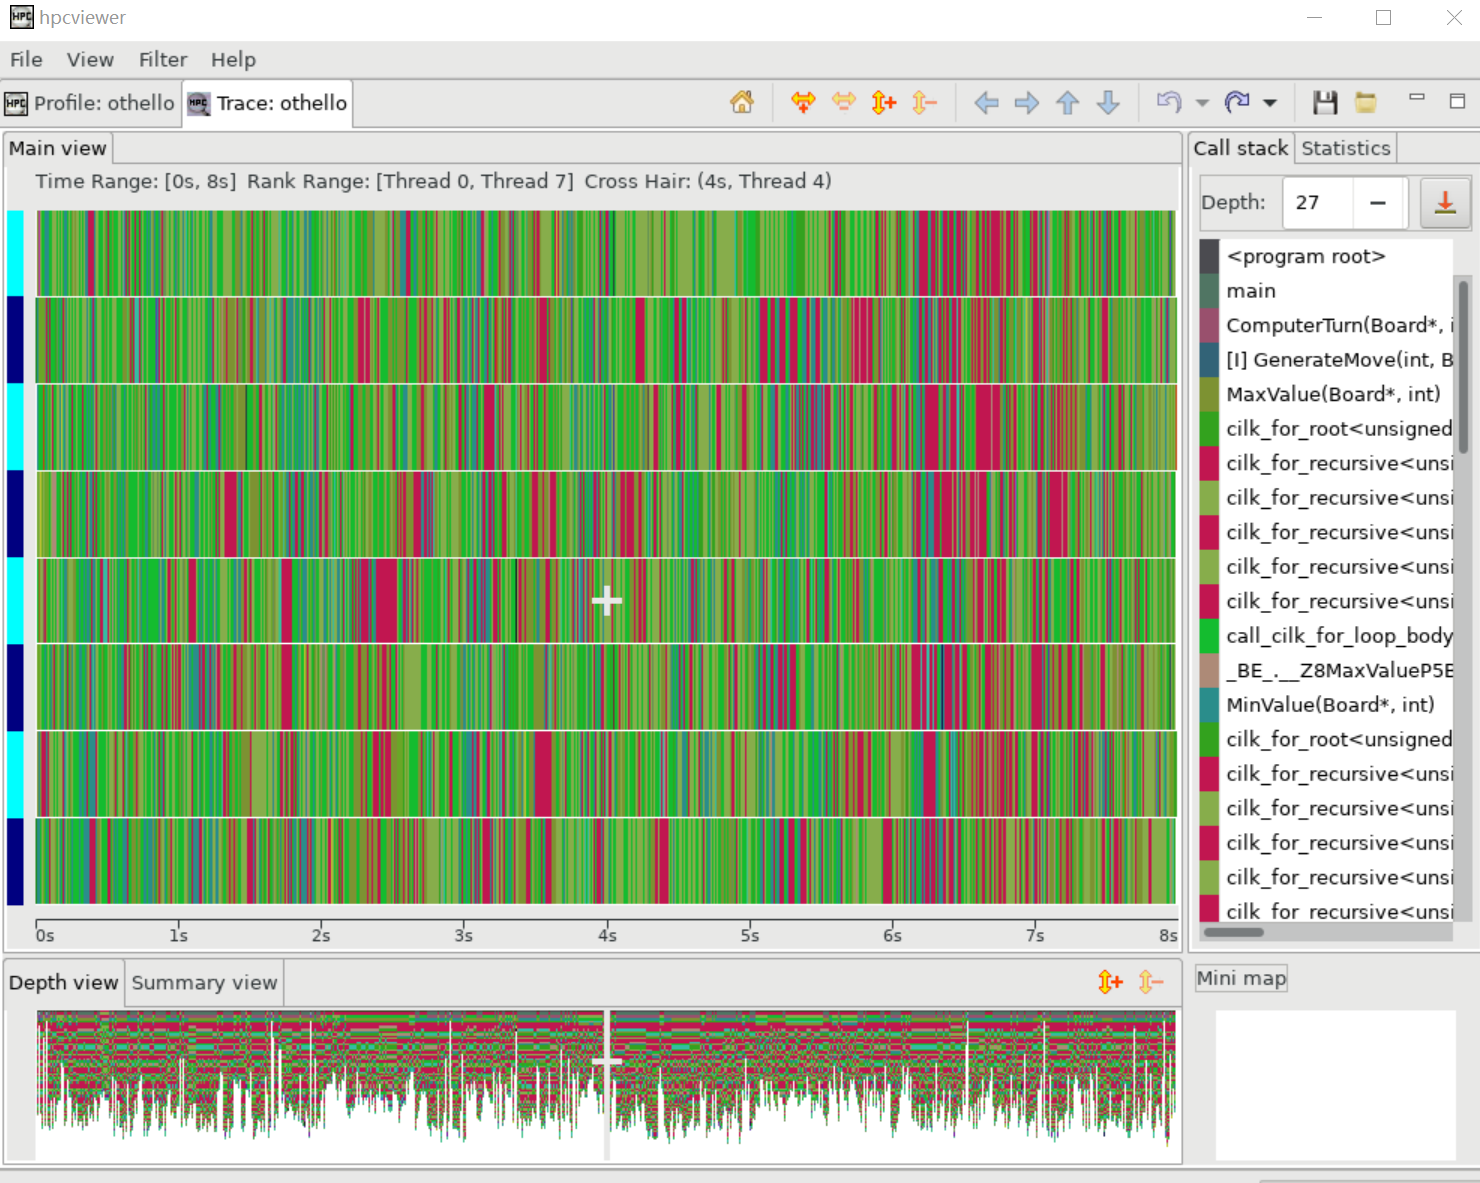 HPC hpcviewer
File View Filter Help
HPC Profile: othello HPC Trace: othello
Main view
Time Range: [0s, 8s] Rank Range: [Thread 0, Thread 7] Cross Hair: (4s, Thread 4)
0s 1s 2s 3s 4s 5s 6s 7s 8s
Call stack Statistics
Depth: 27
<program root>
main
ComputerTurn(Board*, i
[I] GenerateMove(int, B
MaxValue(Board*, int)
cilk_for_root<unsigned
cilk_for_recursive<unsi
cilk_for_recursive<unsi
cilk_for_recursive<unsi
cilk_for_recursive<unsi
cilk_for_recursive<unsi
call_cilk_for_loop_body
_BE_.__Z8MaxValueP5B
MinValue(Board*, int)
cilk_for_root<unsigned
cilk_for_recursive<unsi
cilk_for_recursive<unsi
cilk_for_recursive<unsi
cilk_for_recursive<unsi
cilk_for_recursive<unsi
Depth view Summary view
Mini map